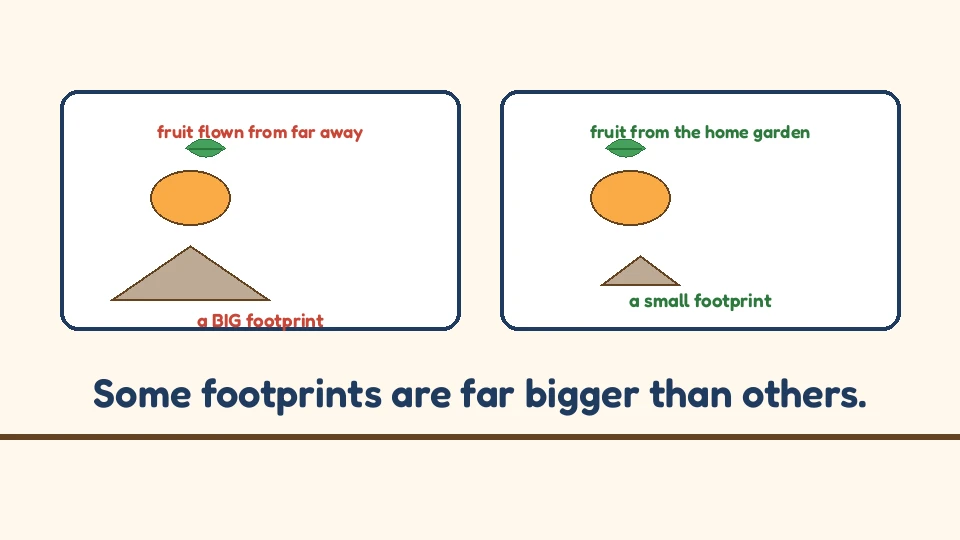 fruit flown from far away
a BIG footprint
fruit from the home garden
a small footprint
Some footprints are far bigger than others.